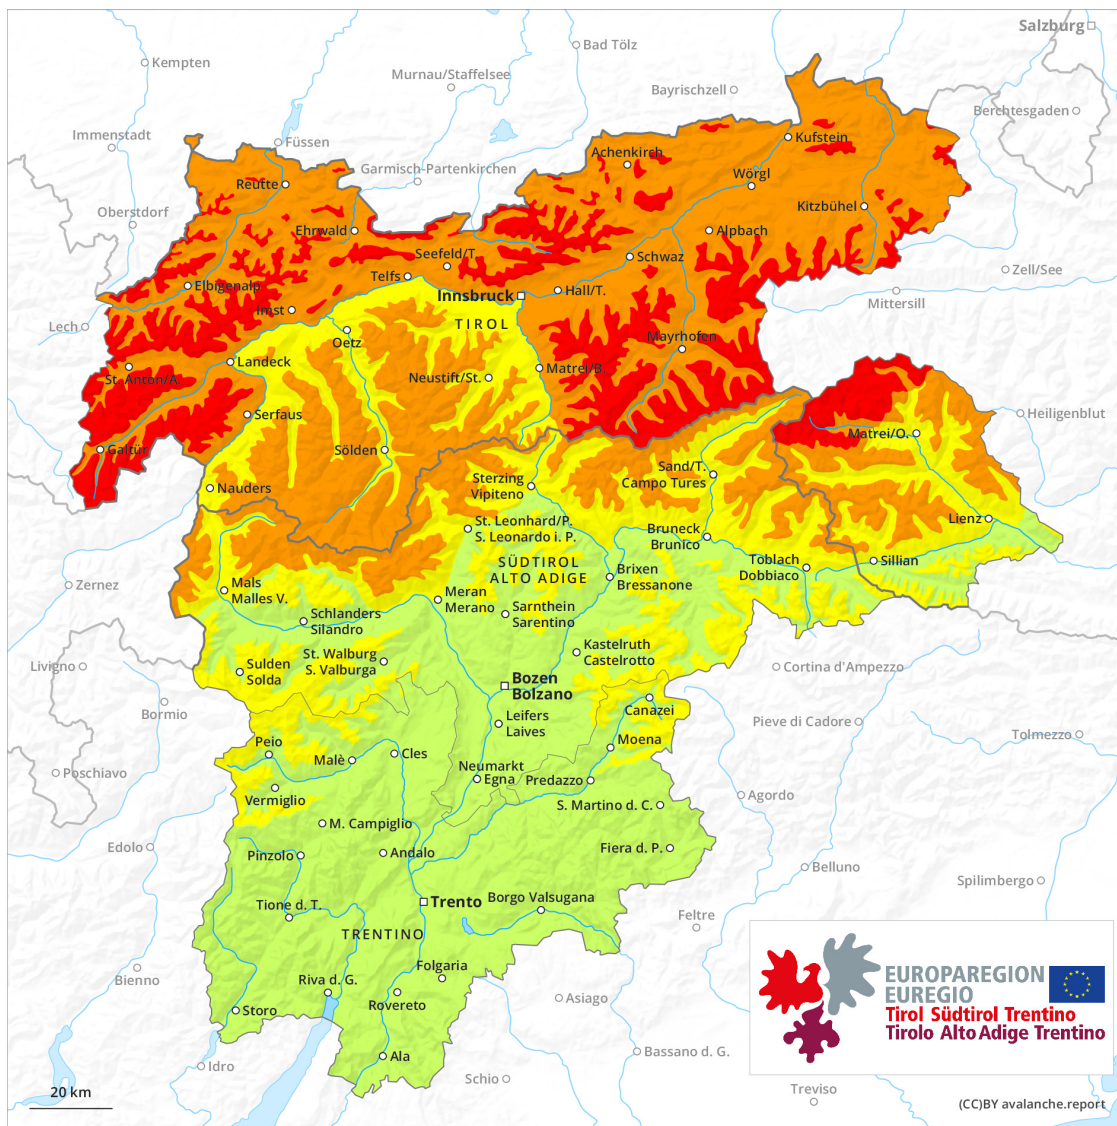 Salzburg
Bad Tölz
Kempten
Murnau/Staffelsee
Bayrischzell
Berchtesgaden
Immenstadt
Füssen
Kufstein
Achenkirch
Garmisch-Partenkirchen
Wörgl
Reutte
Oberstdorf
Kitzbühel
Ehrwald
Alpbach
Seefeld/T.
Schwaz
Zell/See
Telfs
Elbigenalp
Hall/T.
Innsbruck
Mittersill
Imst
TIROL
Lech
Oetz
Mayrhofen
Landeck
St. Anton/A.
Matrei/B.
Neustift/St.
Serfaus
Heiligenblut
Matrei/O.
Galtür
Sölden
Sand/T.
Campo Tures
Sterzing
Vipiteno
Nauders
St. Leonhard/P.
S. Leonardo i. P.
Lienz
Bruneck
Brunico
SÜDTIROL
ALTO ADIGE
Toblach
Dobbiaco
Sillian
Brixen
Bressanone
Zernez
Mals
Malles V.
Meran
Merano
Schlanders
Silandro
Sarnthein
Sarentino
Kastelruth
Castelrotto
St. Walburg
S. Valburga
Livigno
Sulden
Solda
Cortina d'Ampezzo
Bozen
Bolzano
Bormio
Canazei
Leifers
Laives
Pieve di Cadore
Tolmezzo
Peio
Moena
Cles
Malè
Poschiavo
Neumarkt
Egna
Predazzo
Vermiglio
Agordo
S. Martino d. C.
M. Campiglio
Edolo
Pinzolo
Andalo
Fiera d. P.
Belluno
Spilimbergo
Trento
Borgo Valsugana
Tione d. T.
Feltre
TRENTINO
Folgaria
Bienno
Riva d. G.
EUROPAREGION
EUREGIO
Tirol Südtirol Trentino
Tirolo Alto Adige Trentino
Asiago
Rovereto
Storo
Ala
Bassano d. G.
Idro
Schio
Treviso
20 km
(CC)BY avalanche.report